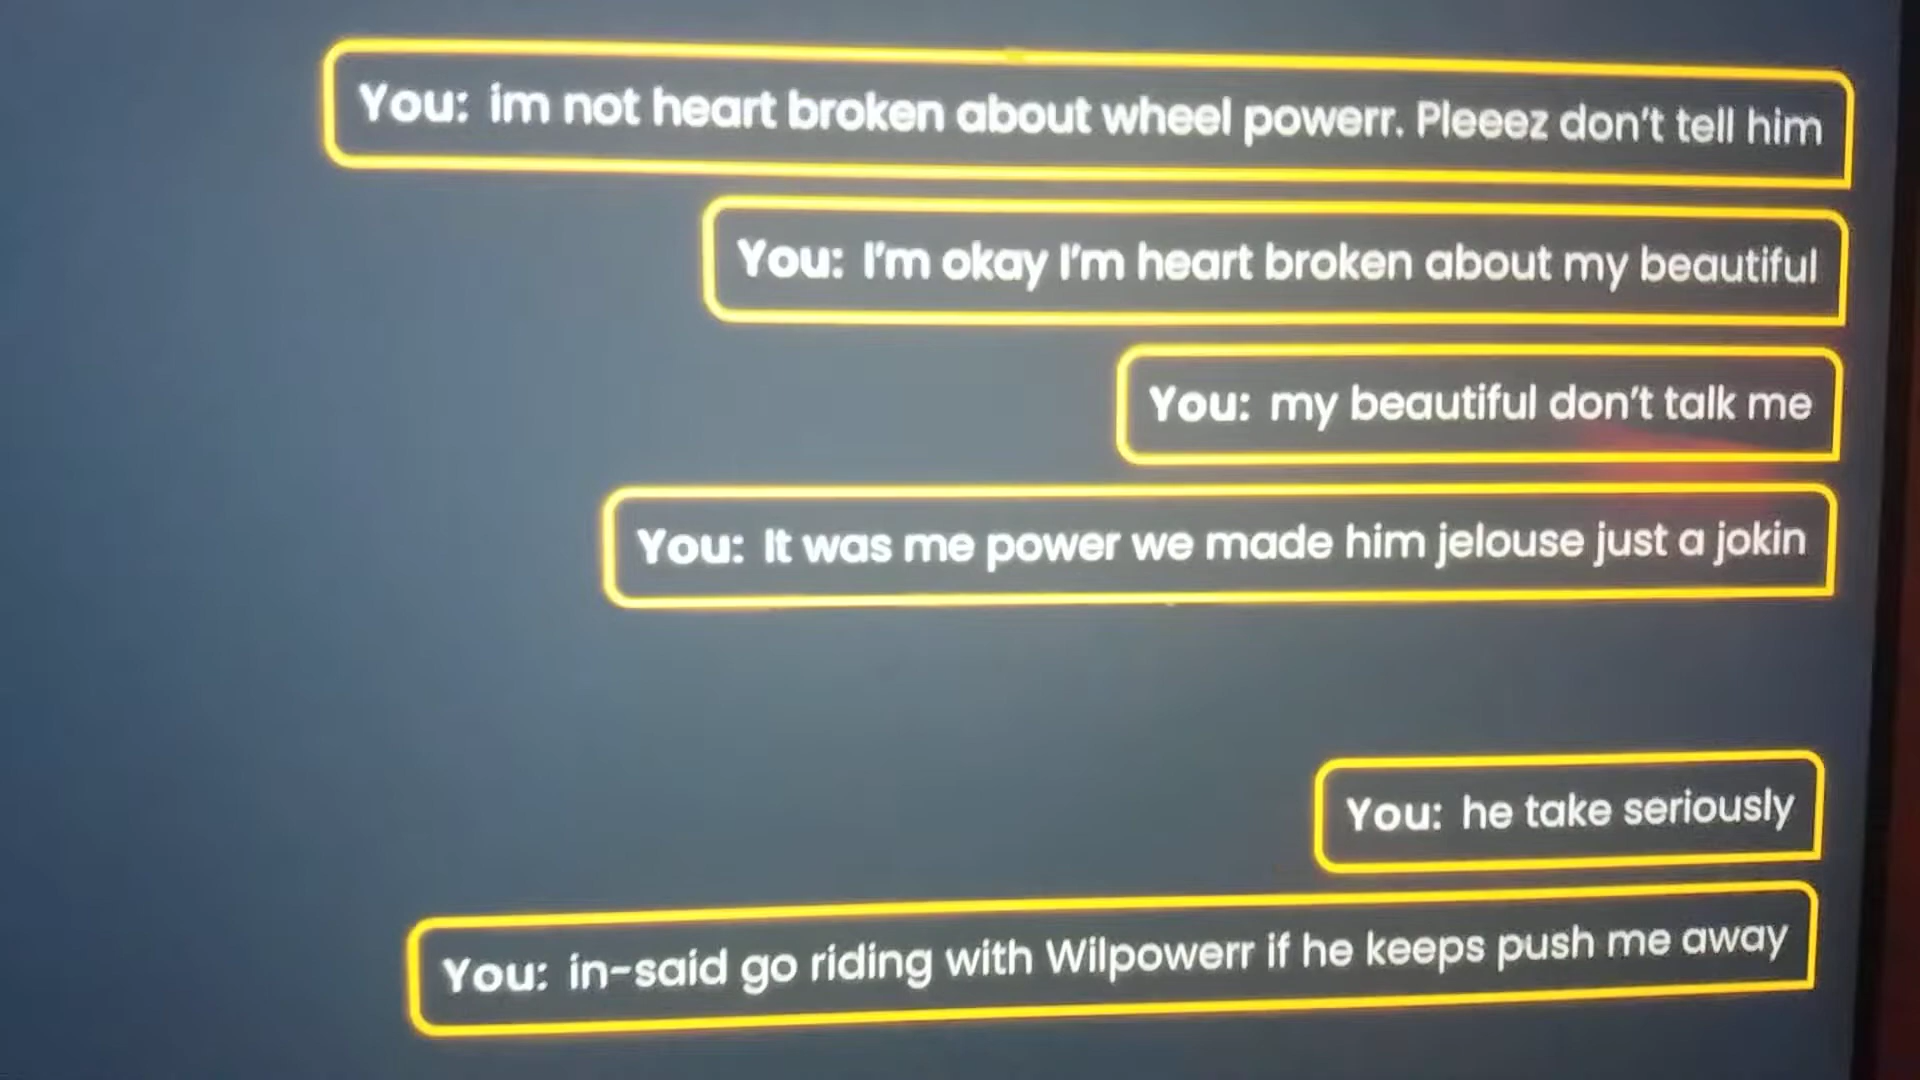 You: im not heart broken about wheel powerr. Pleeez don't tell him
You: I'm okay I'm heart broken about my beautiful
You: my beautiful don't talk me
You: It was me power we made him jelouse just a jokin
You: he take seriously
You: in-said go riding with Wilpowerr if he keeps push me away